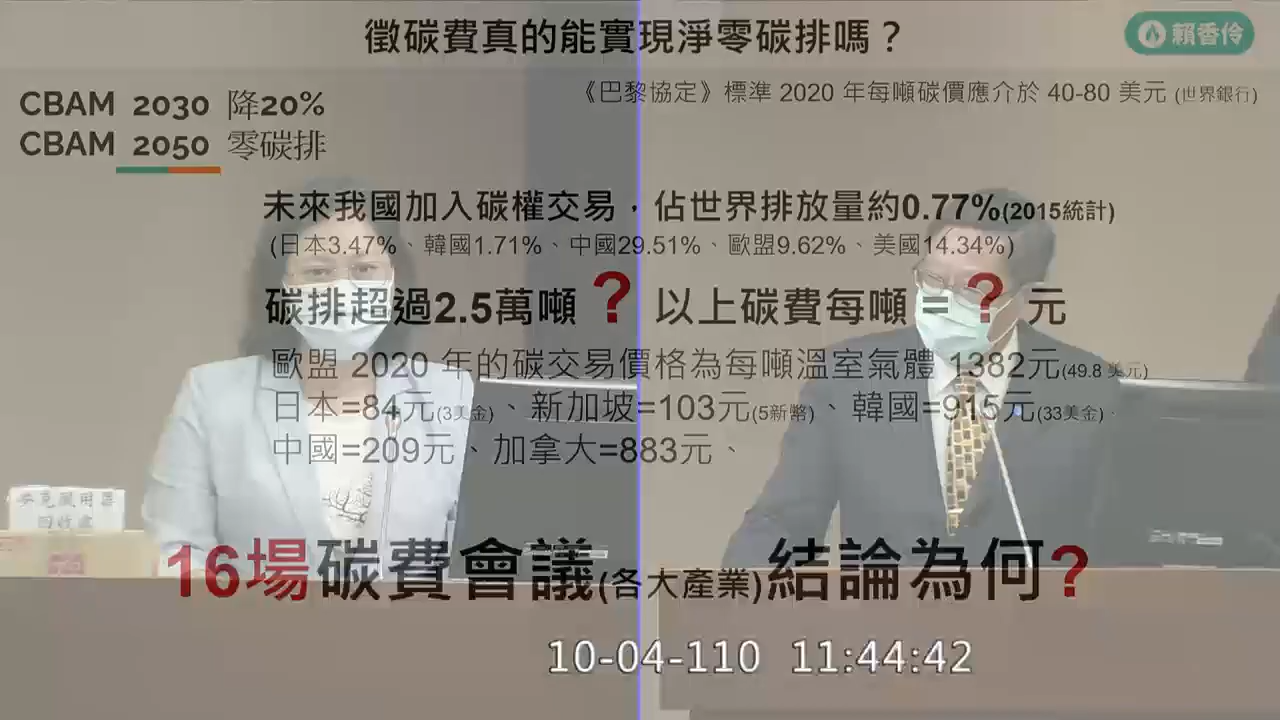 徵碳費真的能實現淨零碳排嗎？
賴香伶
《巴黎協定》標準 2020 年每噸碳價應介於 40-80 美元 (世界銀行)
CBAM 2030 降20%
CBAM 2050 零碳排
未來我國加入碳權交易，佔世界排放量約0.77%(2015統計)
(日本3.47%、韓國1.71%、中國29.51%、歐盟9.62%、美國14.34%)
碳排超過2.5萬噸？以上碳費每噸 =？元
歐盟 2020 年的碳交易價格為每噸溫室氣體 1382元(49.8 美元)
日本=84元(3美金)、新加坡=103元(5新幣)、韓國=915元(33美金)
中國=209元、加拿大=883元、
麥克風用畢
回收處
16場碳費會議(各大產業)結論為何?
10-04-110 11:44:42